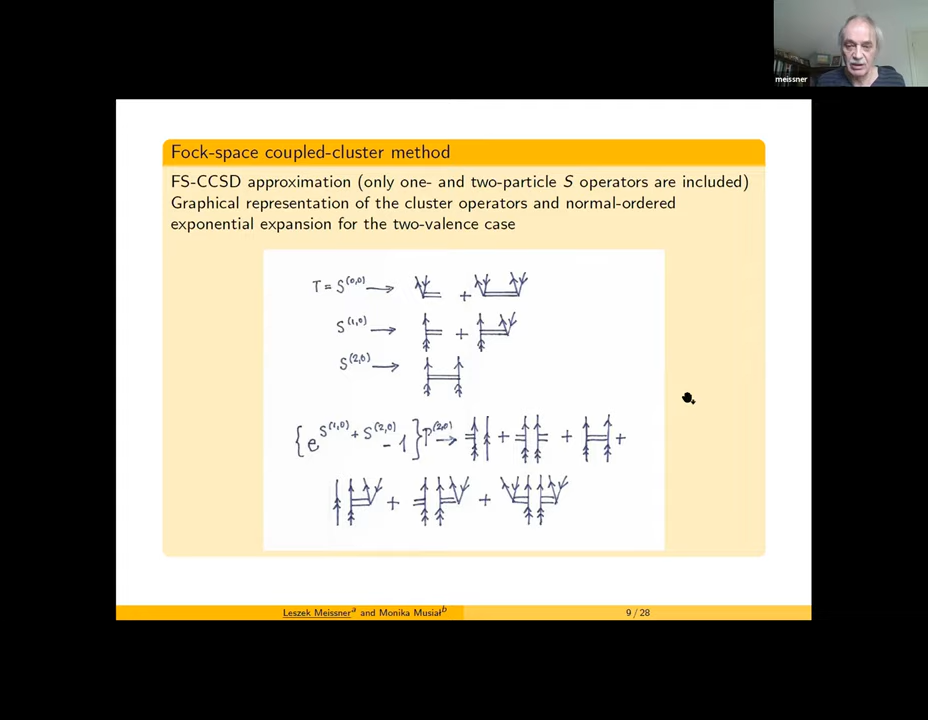 meissner
Fock-space coupled-cluster method
FS-CCSD approximation (only one- and two-particle S operators are included)
Graphical representation of the cluster operators and normal-ordered
exponential expansion for the two-valence case
T = S^(0,0) → +
S^(1,0) → +
S^(2,0) →
{e^S^(1,0) + S^(2,0) - 1}P^(2,0) → + + +
+ +
Leszek Meissner^a and Monika Musiał^b
9 / 28